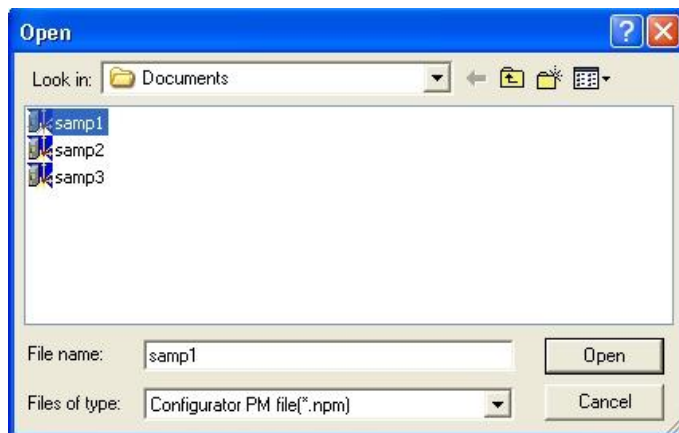 Open
Look in: Documents
samp1
samp2
samp3
File name: samp1 Open
Files of type: Configurator PM file(*.npm) Cancel